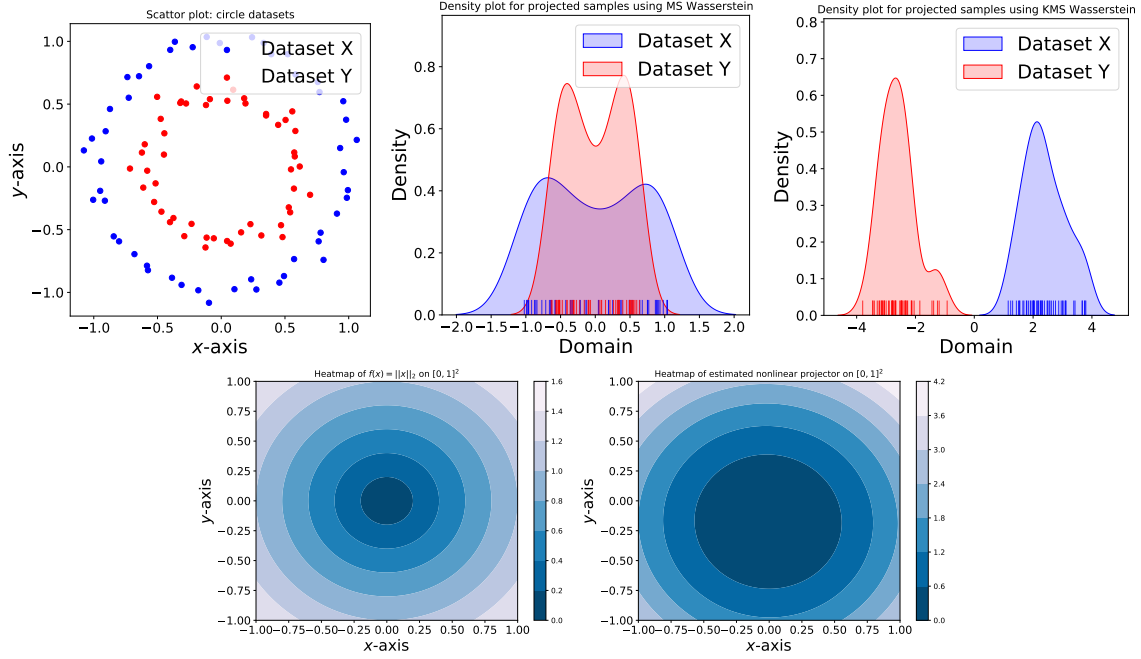 Scattor plot: circle datasets
Dataset X
Dataset Y
1.0
0.5
0.0
−0.5
−1.0
y-axis
−1.0 −0.5 0.0 0.5 1.0
x-axis
Density plot for projected samples using MS Wasserstein
Dataset X
Dataset Y
0.8
0.6
0.4
0.2
0.0
Density
−2.0 −1.5 −1.0 −0.5 0.0 0.5 1.0 1.5 2.0
Domain
Density plot for projected samples using KMS Wasserstein
Dataset X
Dataset Y
0.8
0.7
0.6
0.5
0.4
0.3
0.2
0.1
0.0
Density
−4 −2 0 2 4
Domain
Heatmap of f(x) = ||x||₂ on [0, 1]²
1.00
0.75
0.50
0.25
0.00
−0.25
−0.50
−0.75
−1.00
y-axis
−1.00 −0.75 −0.50 −0.25 0.00 0.25 0.50 0.75 1.00
x-axis
1.6
1.4
1.2
1.0
0.8
0.6
0.4
0.2
0.0
Heatmap of estimated nonlinear projector on [0, 1]²
1.00
0.75
0.50
0.25
0.00
−0.25
−0.50
−0.75
−1.00
y-axis
−1.00 −0.75 −0.50 −0.25 0.00 0.25 0.50 0.75 1.00
x-axis
4.2
3.6
3.0
2.4
1.8
1.2
0.6
0.0